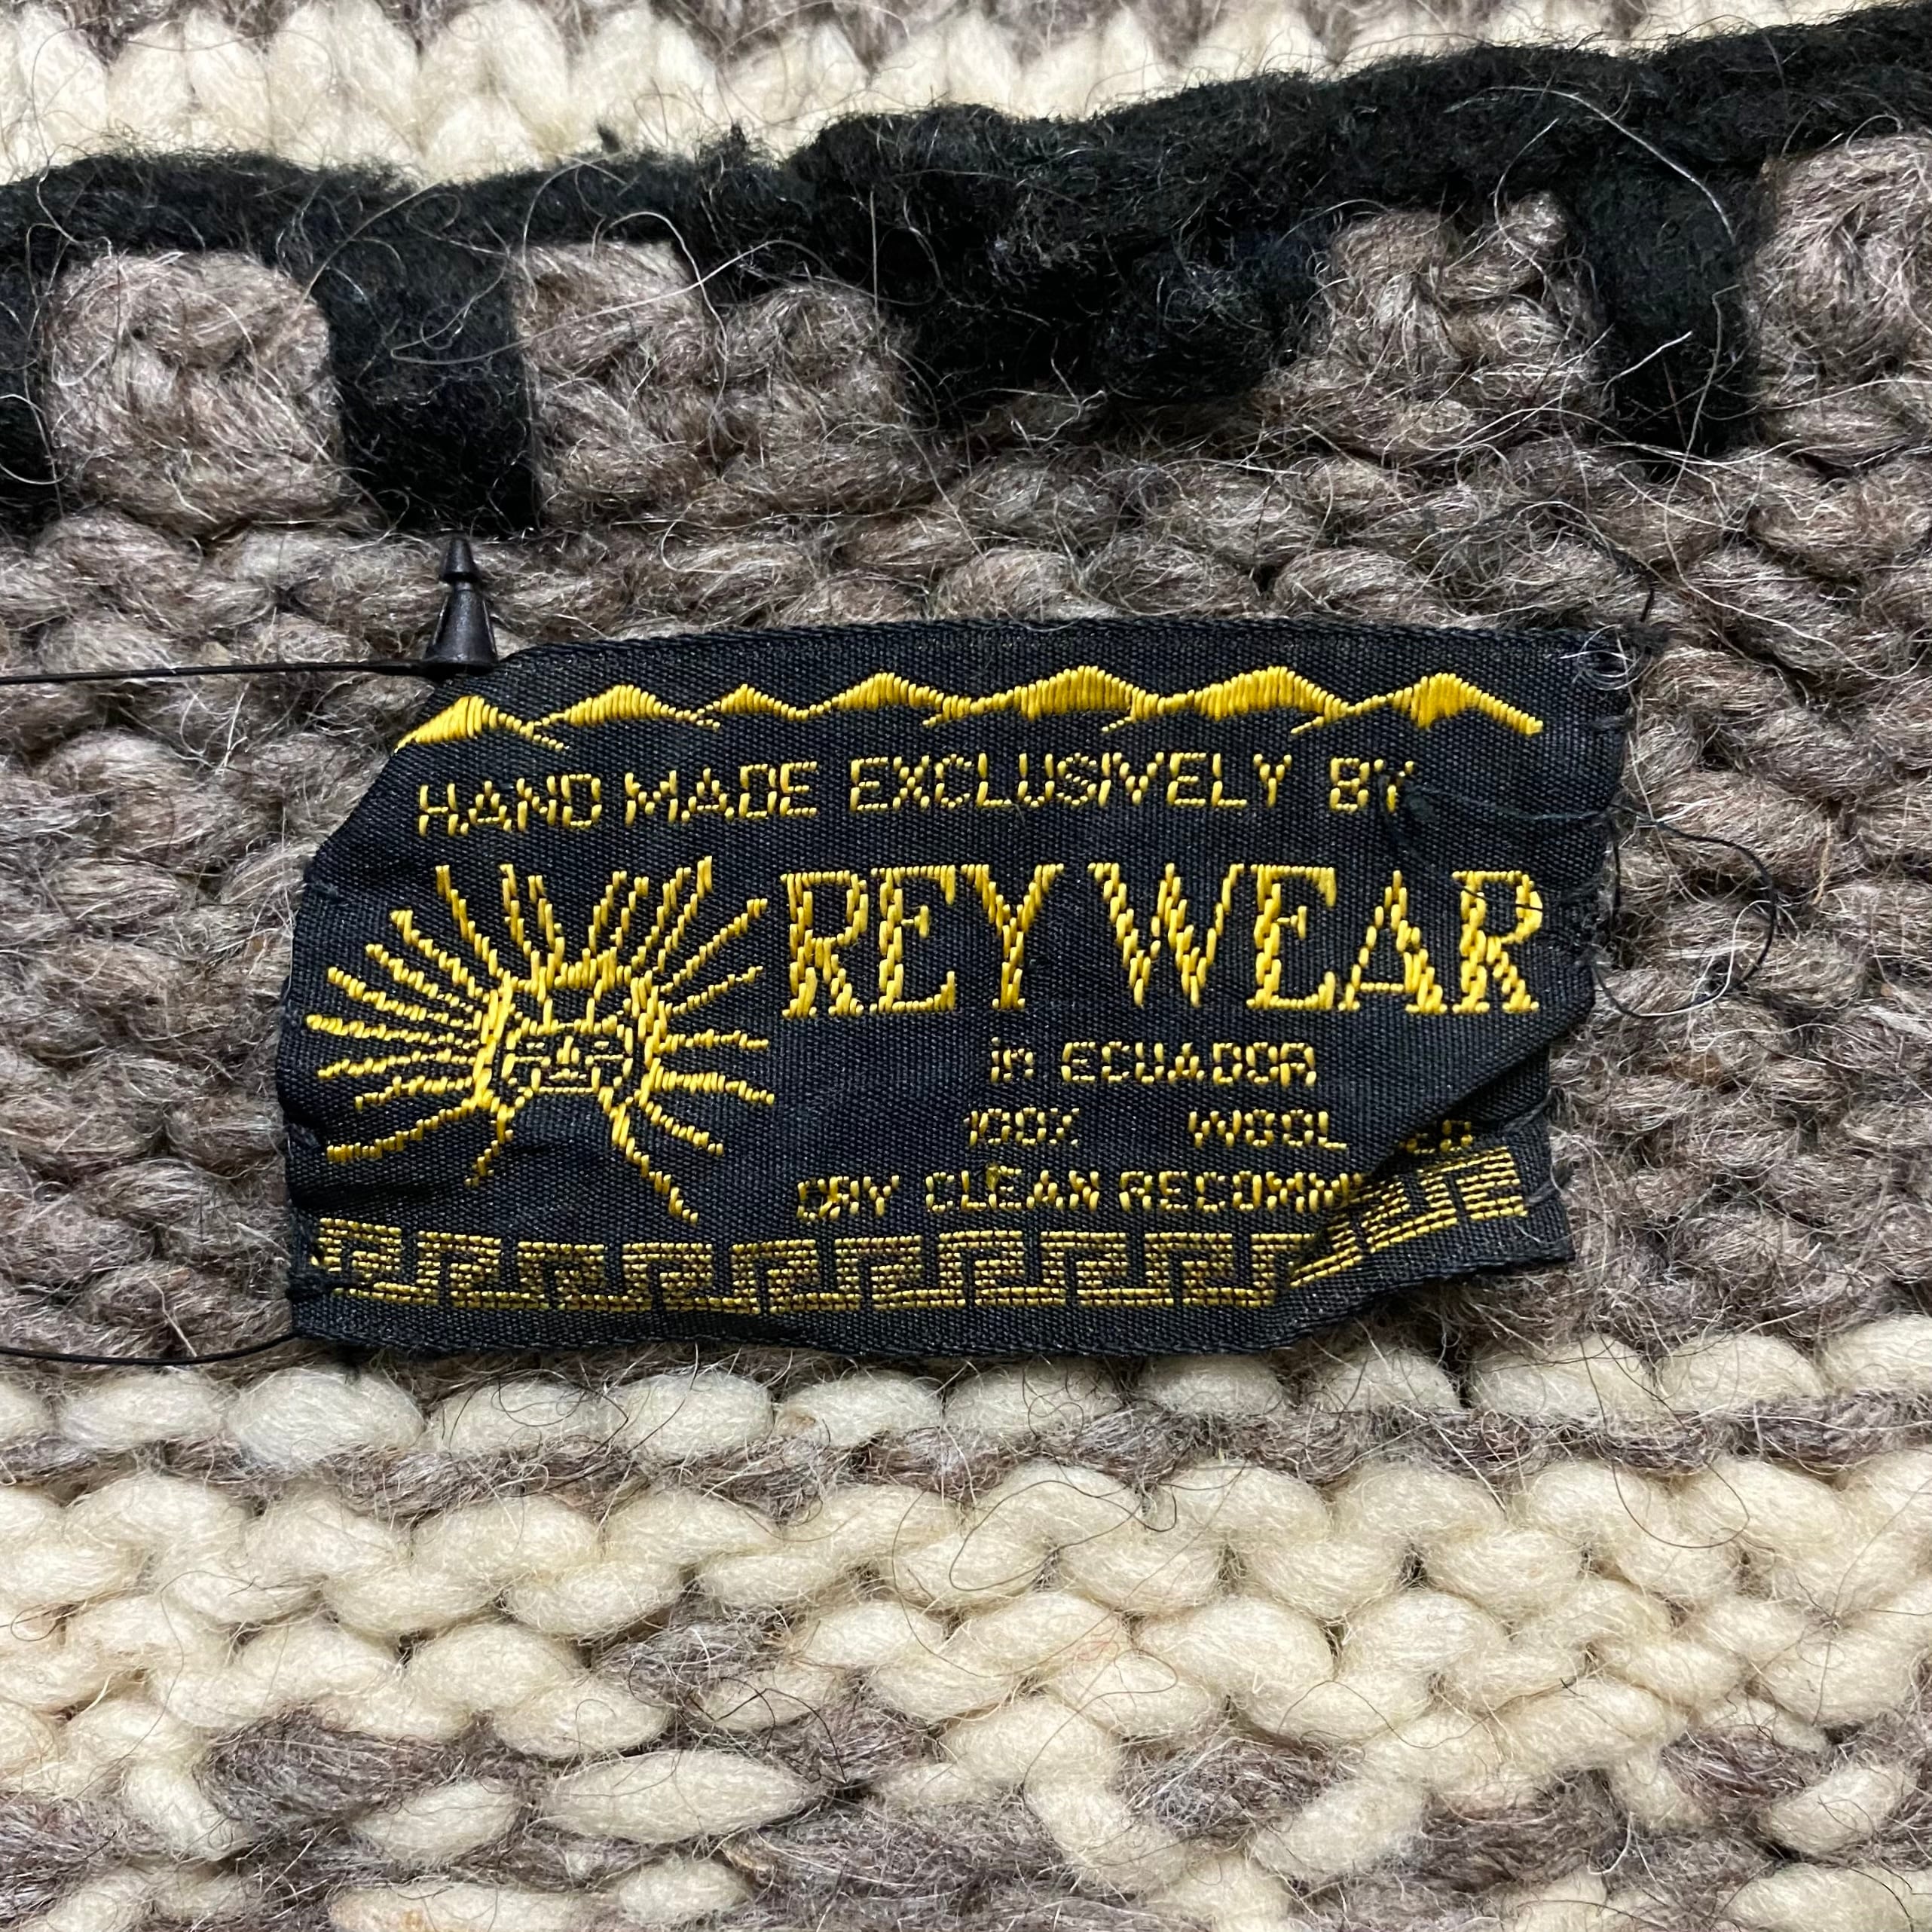 HAND MADE EXCLUSIVELY BY
REY WEAR
in ECUADOR
100% WOOL
DRY CLEAN